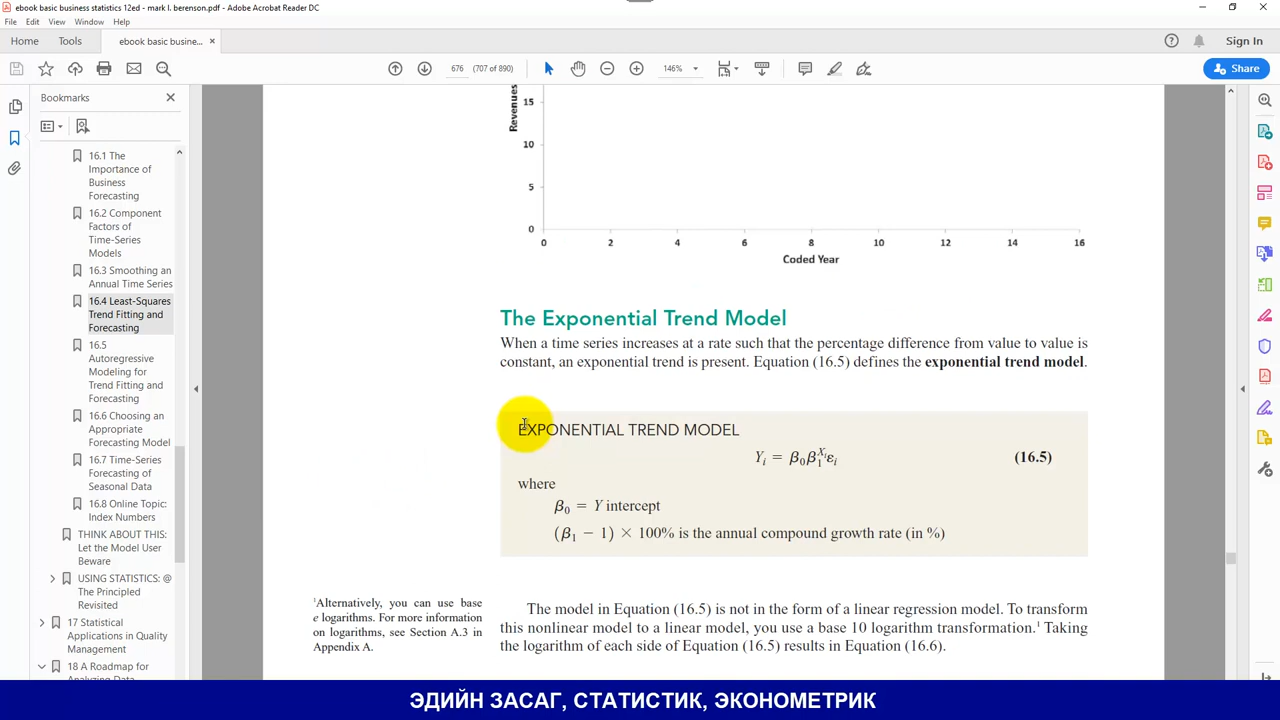 ebook basic business statistics 12ed - mark l. berenson.pdf - Adobe Acrobat Reader DC
File Edit View Window Help
Home Tools ebook basic busine... × Sign In
676 (707 of 890) 146% Share
Bookmarks
16.1 The
Importance of
Business
Forecasting
16.2 Component
Factors of
Time-Series
Models
16.3 Smoothing an
Annual Time Series
16.4 Least-Squares
Trend Fitting and
Forecasting
16.5
Autoregressive
Modeling for
Trend Fitting and
Forecasting
16.6 Choosing an
Appropriate
Forecasting Model
16.7 Time-Series
Forecasting of
Seasonal Data
16.8 Online Topic:
Index Numbers
THINK ABOUT THIS:
Let the Model User
Beware
USING STATISTICS: @
The Principled
Revisited
17 Statistical
Applications in Quality
Management
18 A Roadmap for
Analyzing Data
Revenues
15
10
5
0
0 2 4 6 8 10 12 14 16
Coded Year
The Exponential Trend Model
When a time series increases at a rate such that the percentage difference from value to value is
constant, an exponential trend is present. Equation (16.5) defines the exponential trend model.
EXPONENTIAL TREND MODEL
Yᵢ = β₀β₁^Xᵢ εᵢ (16.5)
where
β₀ = Y intercept
(β₁ − 1) × 100% is the annual compound growth rate (in %)
¹Alternatively, you can use base
e logarithms. For more information
on logarithms, see Section A.3 in
Appendix A.
The model in Equation (16.5) is not in the form of a linear regression model. To transform
this nonlinear model to a linear model, you use a base 10 logarithm transformation.¹ Taking
the logarithm of each side of Equation (16.5) results in Equation (16.6).
ЭДИЙН ЗАСАГ, СТАТИСТИК, ЭКОНОМЕТРИК